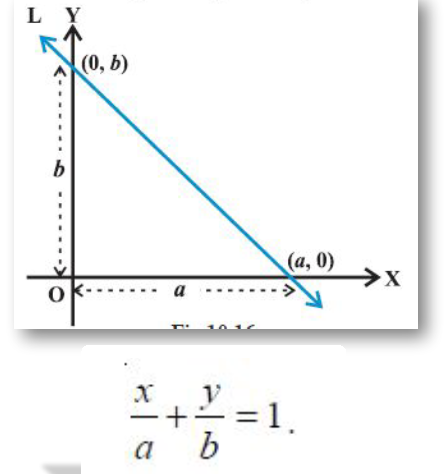 L Y
(0, b)
b
(a, 0)
X
O a
x/a + y/b = 1.